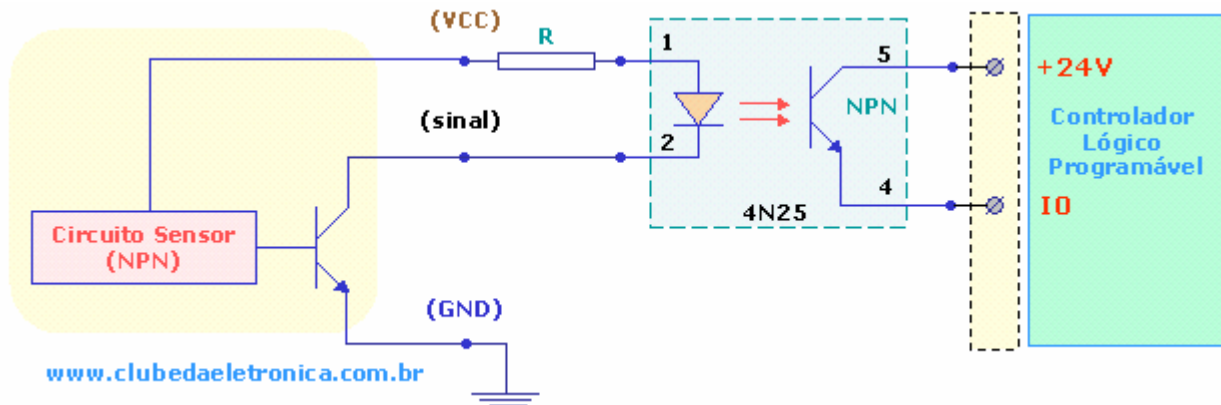 (VCC)
R
1
5
+24V
(sinal)
NPN
Controlador
Lógico
Programável
2
4
I0
4N25
Circuito Sensor
(NPN)
(GND)
www.clubedaeletronica.com.br